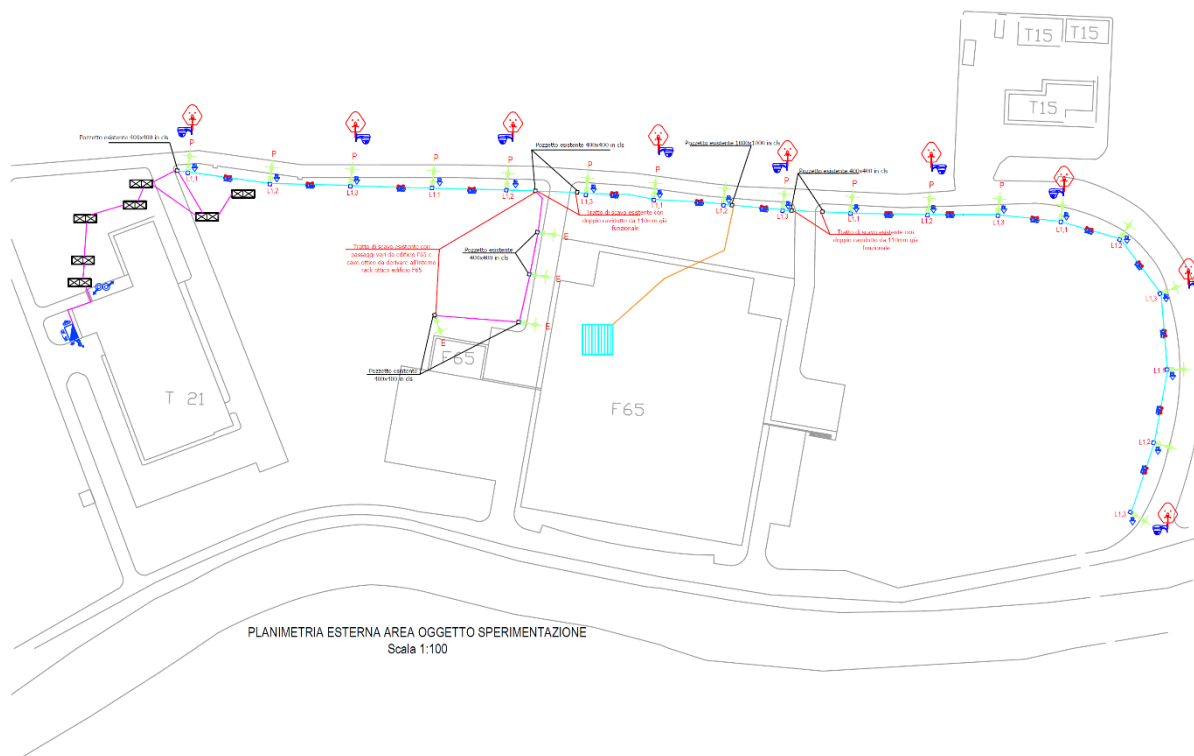 T15
T15
T15
Pozzetto esistente 400x400 in cls
Pozzetto esistente 400x400 in cls
Pozzetto esistente 1000x1000 in cls
Pozzetto esistente 400x400 in cls
P
P
P
P
P
P
P
P
P
P
P
L1,1
L1,2
L1,3
L1,1
L1,2
L1,3
L1,1
L1,2
L1,3
L1,1
L1,2
L1,3
L1,1
L1,2
L1,3
L1,1
L1,2
L1,3
Tratto di scavo esistente con
doppio cavidotto da 110mm già
funzionale
Tratto di scavo esistente con
doppio cavidotto da 110mm già
funzionale
Tratto di scavo esistente con
passaggi vari da edificio F65 e
cavo ottico da derivare all'interno
rack ottico edificio F65
Pozzetto esistente
400x400 in cls
E
E
E
E
F65
Pozzetto esistente
400x400 in cls
T 21
F65
PLANIMETRIA ESTERNA AREA OGGETTO SPERIMENTAZIONE
Scala 1:100